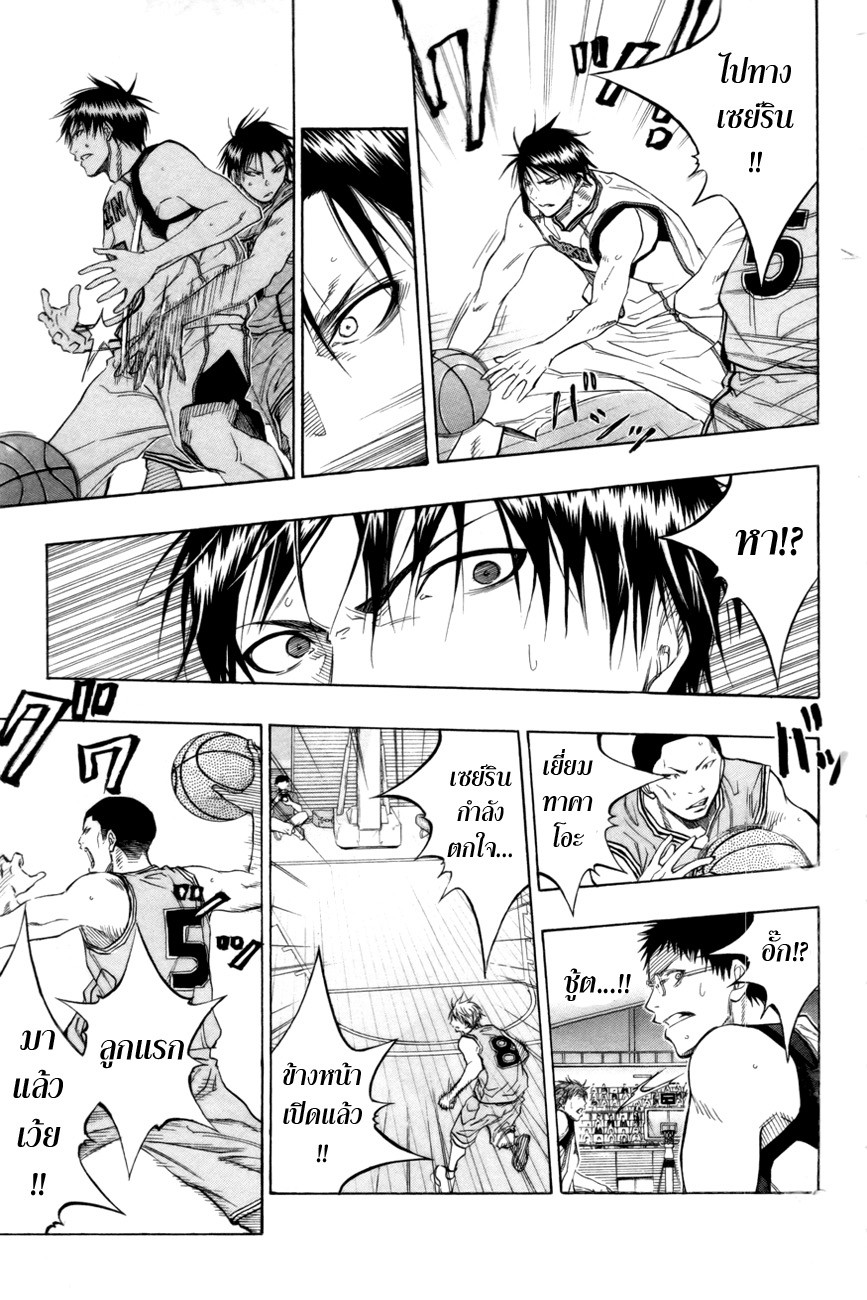 ไปทาง
เซย์ริน
!!
5
หา!?
เยี่ยม
ทาคา
โอะ
เซย์ริน
กำลัง
ตกใจ...
5
อั๊ก!?
ชู้ต...!!
8
ข้างหน้า
เปิดแล้ว
!!
ลูกแรก
มา
แล้ว
เว้ย
!!